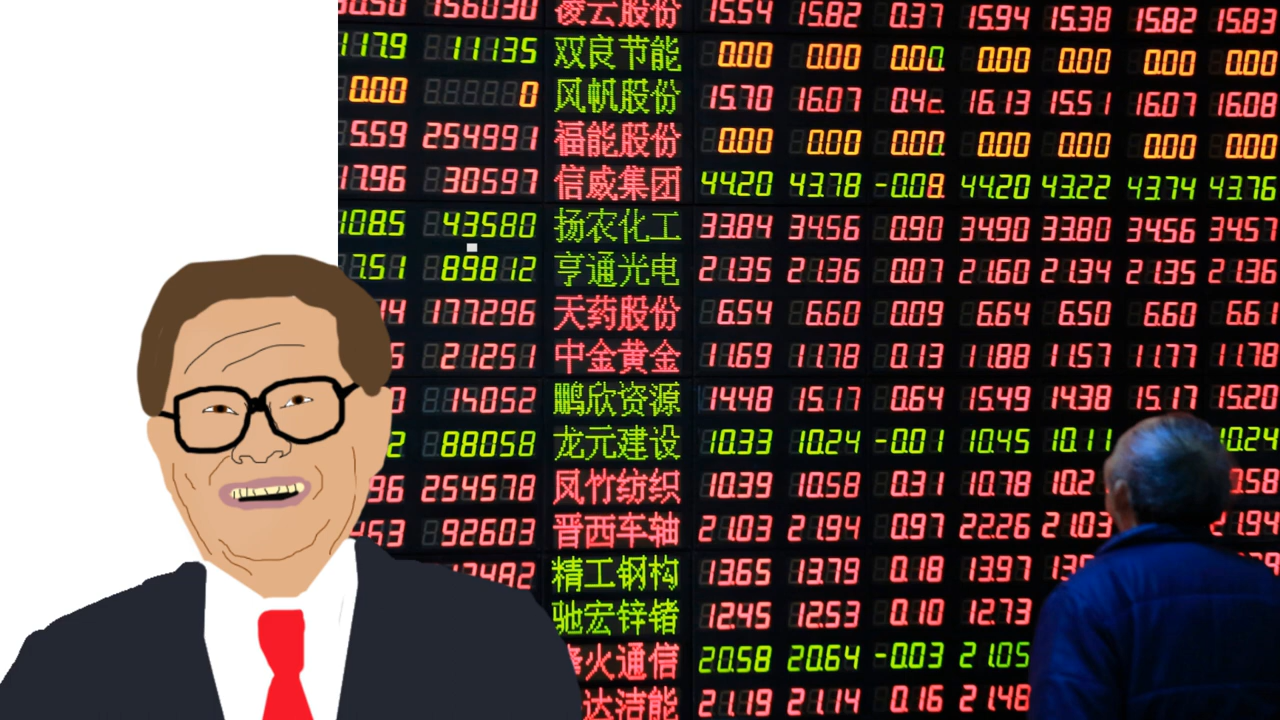 156030 凌云股份 15.54 15.82 0.37 15.94 15.38 15.82 15.83
117.9 11135 双良节能 0.00 0.00 0.00 0.00 0.00 0.00 0.00
0.00 0 风帆股份 15.70 16.07 16.13 15.51 16.07 16.08
5.59 254991 福能股份 0.00 0.00 0.00 0.00 0.00 0.00 0.00
17.96 30597 信威集团 44.20 43.78 -0.08 44.20 43.22 43.74 43.76
108.5 43580 扬农化工 33.84 34.56 0.90 34.90 33.80 34.56 34.57
7.51 89812 亨通光电 21.35 21.36 0.07 21.60 21.34 21.35 21.36
177296 天药股份 6.54 6.60 0.09 6.64 6.50 6.60 6.61
21251 中金黄金 11.69 11.78 0.13 11.88 11.57 11.77 11.78
15052 鹏欣资源 14.48 15.17 0.64 15.49 14.38 15.17 15.20
88058 龙元建设 10.33 10.24 -0.01 10.45 10.11 10.24
254578 凤竹纺织 10.39 10.58 0.31 10.78
92603 晋西车轴 21.03 21.94 0.97 22.26 21.03 21.94
精工钢构 13.65 13.79 0.18 13.97
驰宏锌锗 12.45 12.53 0.10 12.73
火通信 20.58 20.64 -0.03 21.05
达洁能 21.19 21.14 0.16 21.48